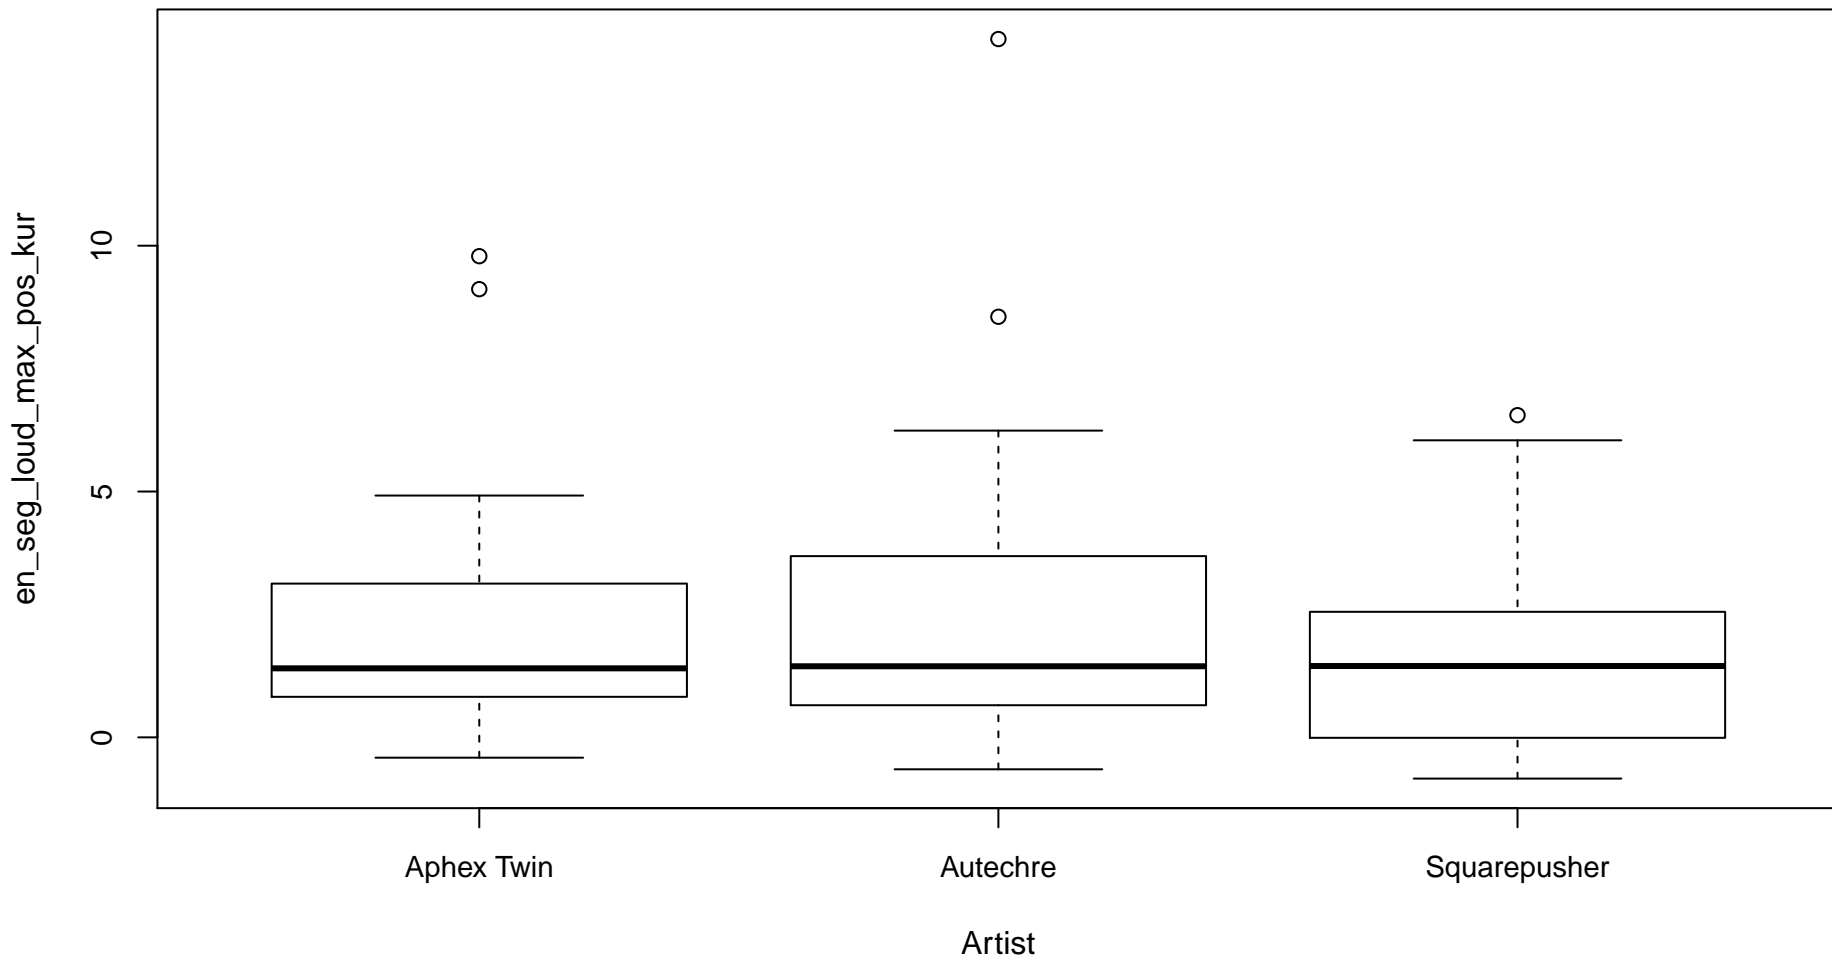 en_seg_loud_max_pos_kur
10
5
0
Aphex Twin Autechre Squarepusher
Artist